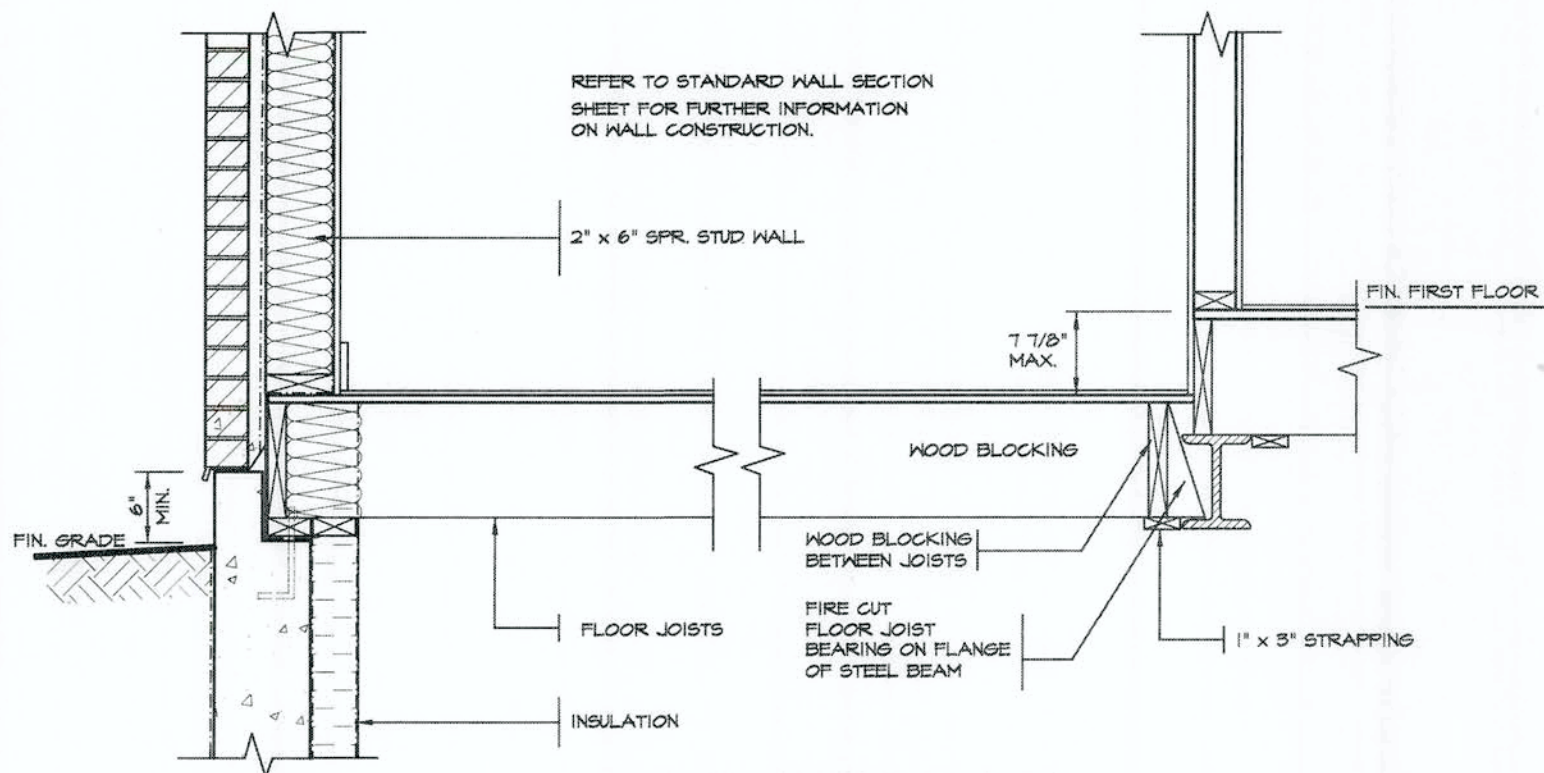 REFER TO STANDARD WALL SECTION
SHEET FOR FURTHER INFORMATION
ON WALL CONSTRUCTION.
2" x 6" SPR. STUD WALL
FIN. FIRST FLOOR
7 7/8"
MAX.
WOOD BLOCKING
6"
MIN.
FIN. GRADE
WOOD BLOCKING
BETWEEN JOISTS
FLOOR JOISTS
FIRE CUT
FLOOR JOIST
BEARING ON FLANGE
OF STEEL BEAM
1" x 3" STRAPPING
INSULATION